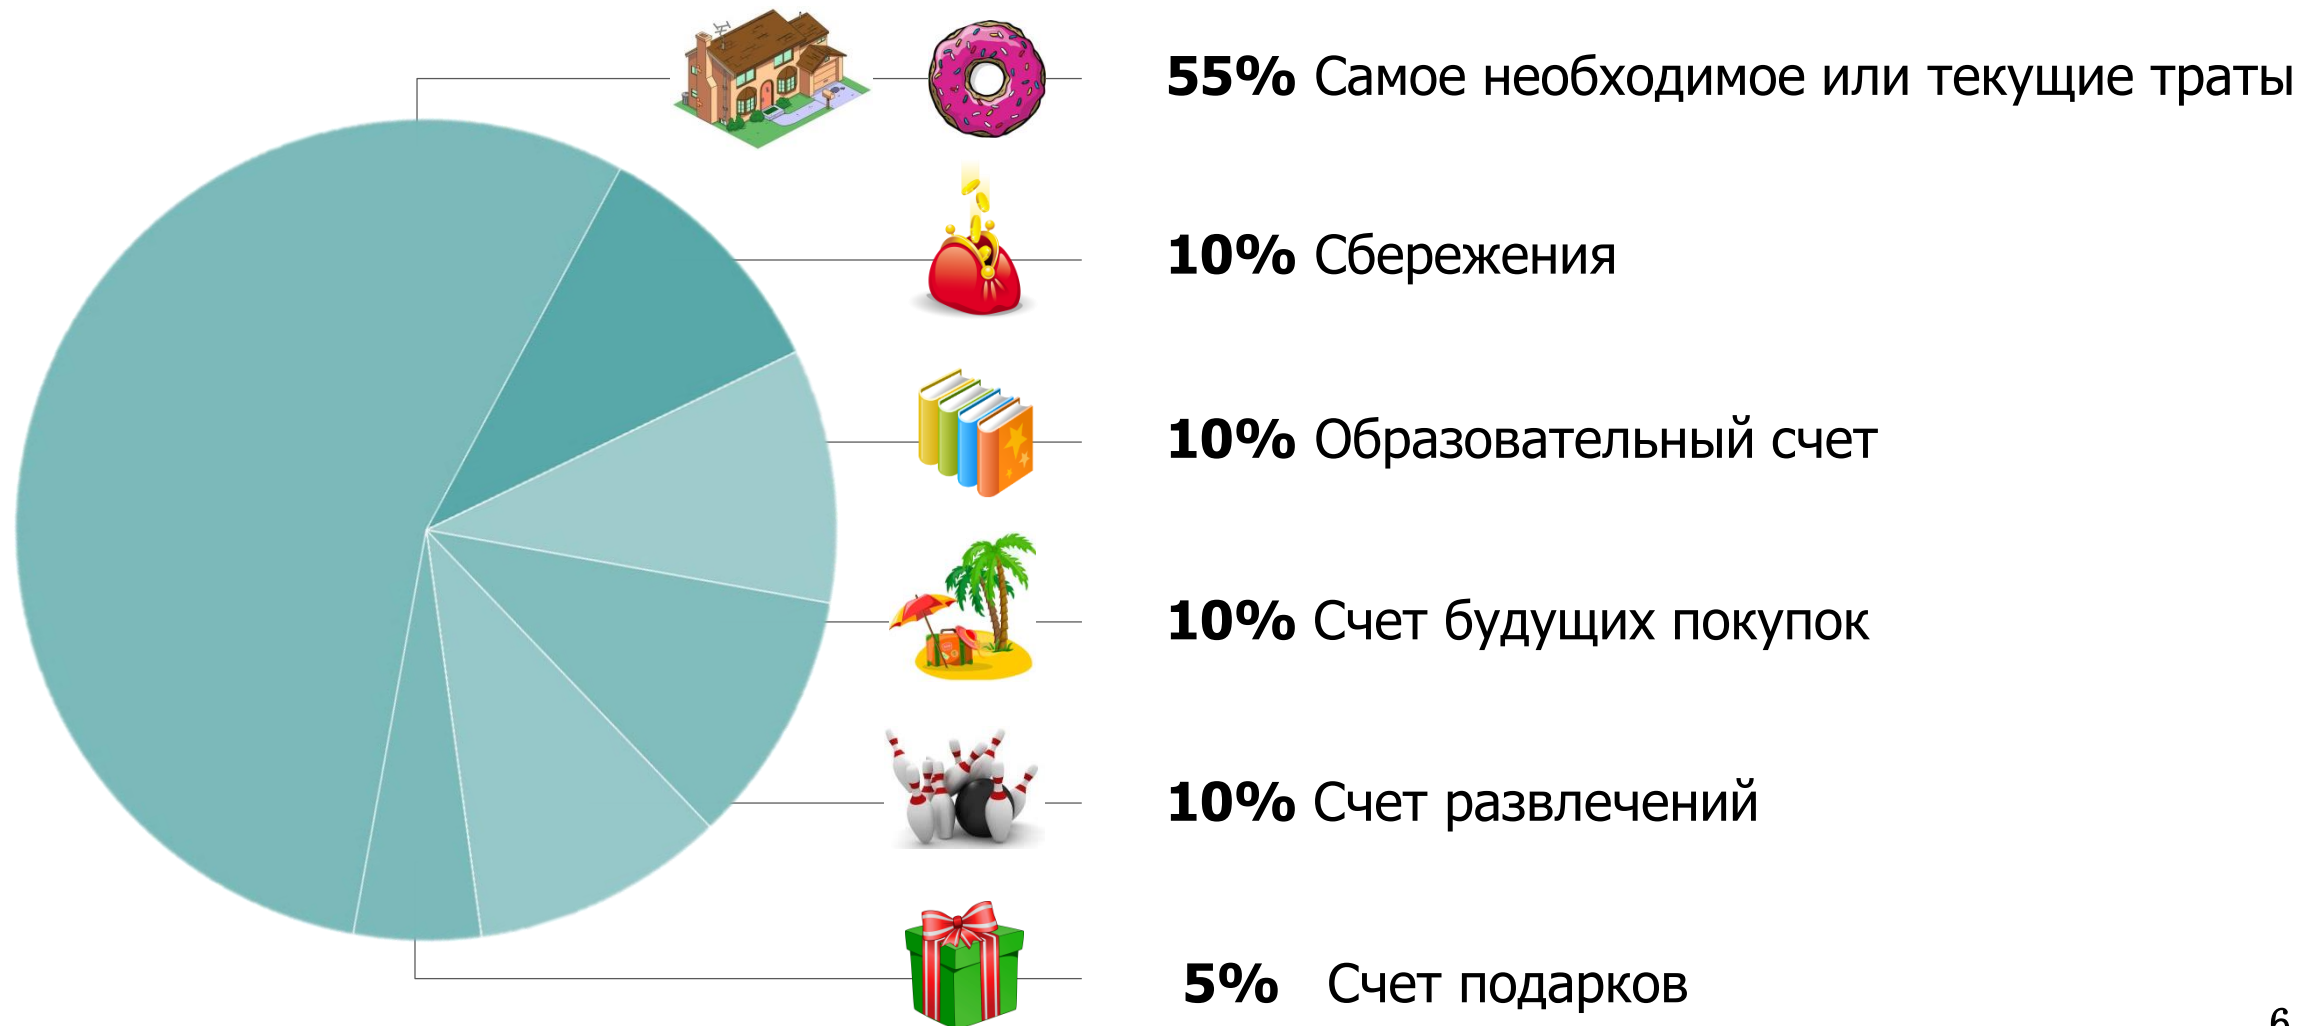 55% Самое необходимое или текущие траты
10% Сбережения
10% Образовательный счет
10% Счет будущих покупок
10% Счет развлечений
5% Счет подарков
6